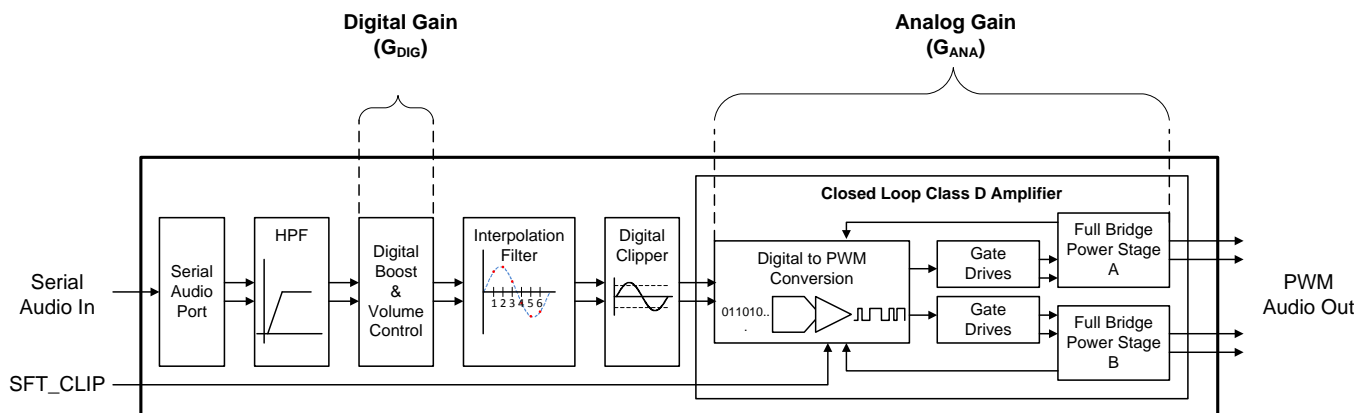 Digital Gain
(GDIG)
Analog Gain
(GANA)
Closed Loop Class D Amplifier
Serial
Audio In
Serial
Audio
Port
HPF
Digital
Boost
&
Volume
Control
Interpolation
Filter
1 2 3 4 5 6
Digital
Clipper
Digital to PWM
Conversion
011010..
.
Gate
Drives
Gate
Drives
Full Bridge
Power Stage
A
Full Bridge
Power Stage
B
PWM
Audio Out
SFT_CLIP